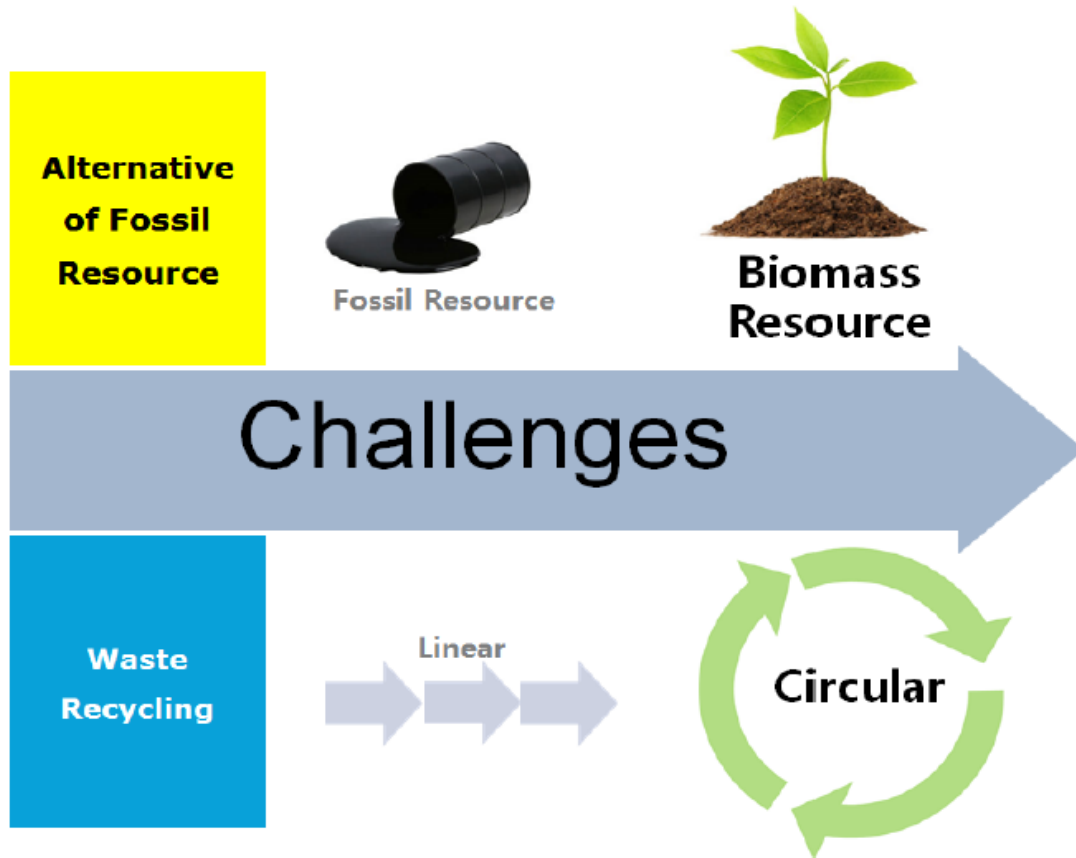 Alternative
of Fossil
Resource
Fossil Resource
Biomass
Resource
Challenges
Waste
Recycling
Linear
Circular